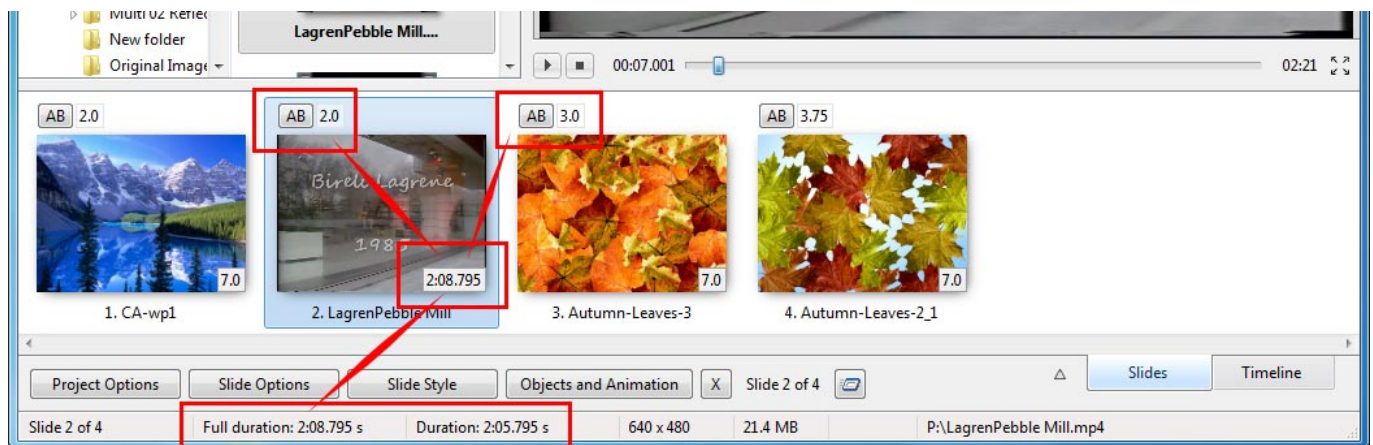 Multi 02 Reflec
New folder
Original Image
LagrenPebble Mill....
00:07.001
02:21
AB 2.0
AB 2.0
AB 3.0
AB 3.75
Bireli Lagrene
1985
7.0
2:08.795
7.0
7.0
1. CA-wp1
2. LagrenPebble Mill
3. Autumn-Leaves-3
4. Autumn-Leaves-2_1
Project Options
Slide Options
Slide Style
Objects and Animation
X
Slide 2 of 4
Slides
Timeline
Slide 2 of 4
Full duration: 2:08.795 s
Duration: 2:05.795 s
640 x 480
21.4 MB
P:\LagrenPebble Mill.mp4